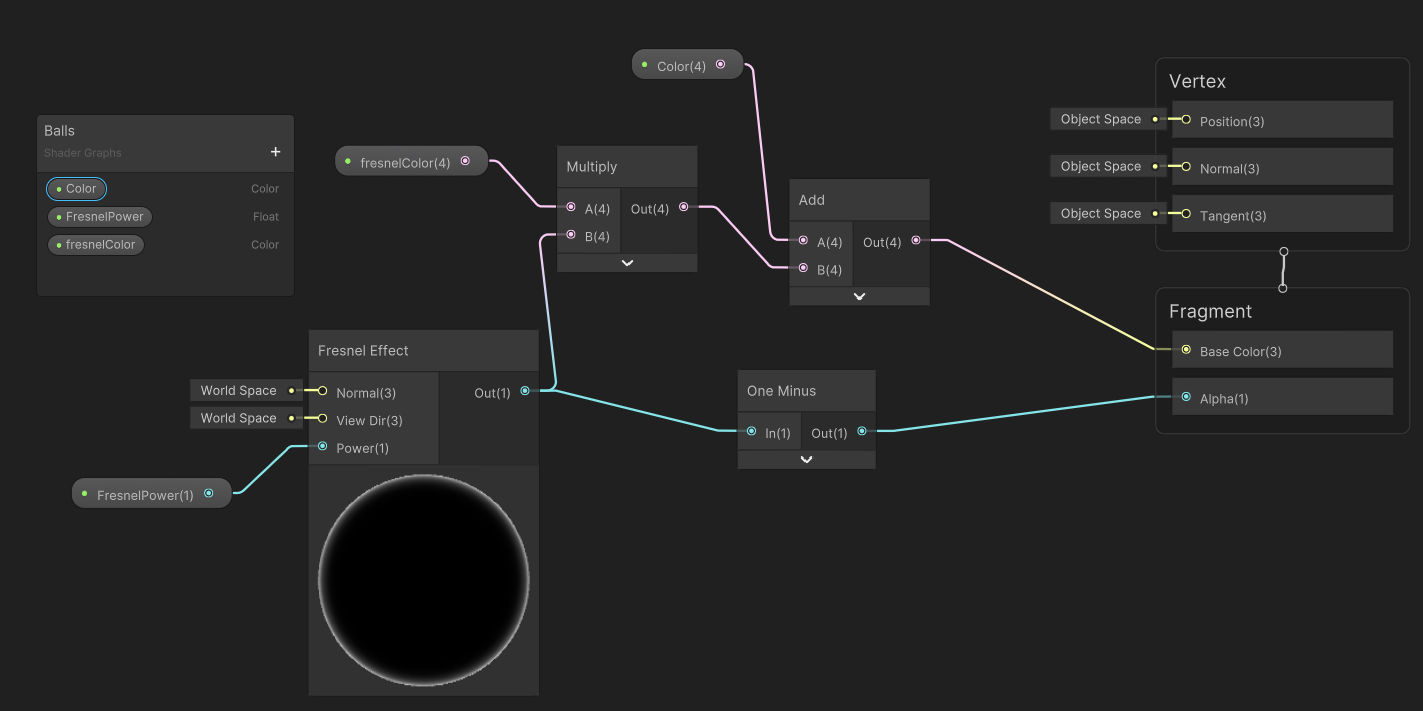 Balls
Shader Graphs
+
Color Color
FresnelPower Float
fresnelColor Color
Color(4)
fresnelColor(4)
Multiply
A(4) Out(4)
B(4)
Add
A(4) Out(4)
B(4)
Vertex
Object Space Position(3)
Object Space Normal(3)
Object Space Tangent(3)
Fragment
Base Color(3)
Alpha(1)
Fresnel Effect
World Space Normal(3) Out(1)
World Space View Dir(3)
Power(1)
FresnelPower(1)
One Minus
In(1) Out(1)